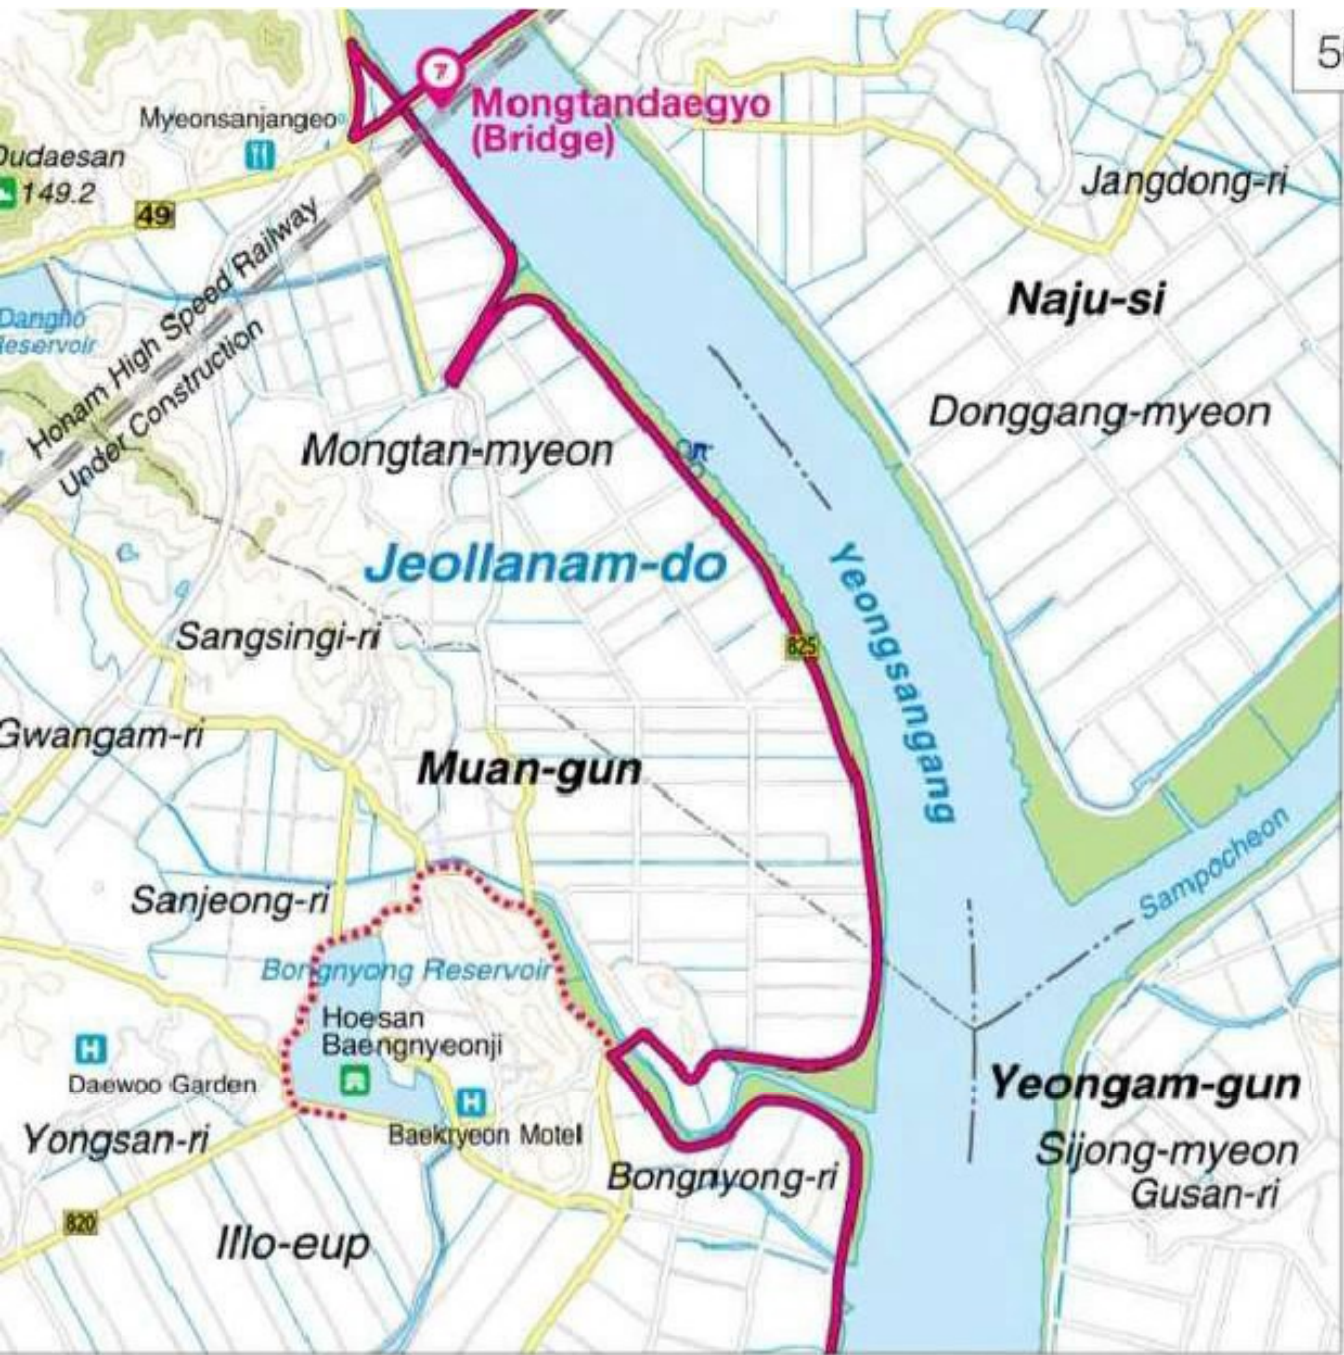 5
7
Mongtandaegyo
(Bridge)
Myeonsanjangeo
Dudaesan
149.2
49
Jangdong-ri
Naju-si
Honam High Speed Railway
Under Construction
Donggang-myeon
Mongtan-myeon
Jeollanam-do
Yeongsangang
Sangsingi-ri
825
Gwangam-ri
Muan-gun
Sampocheon
Sanjeong-ri
Bongnyong Reservoir
Hoesan
Baengnyeonji
H
Daewoo Garden
H
Baekryeon Motel
Yeongam-gun
Sijong-myeon
Gusan-ri
Yongsan-ri
Bongnyong-ri
820
Illo-eup